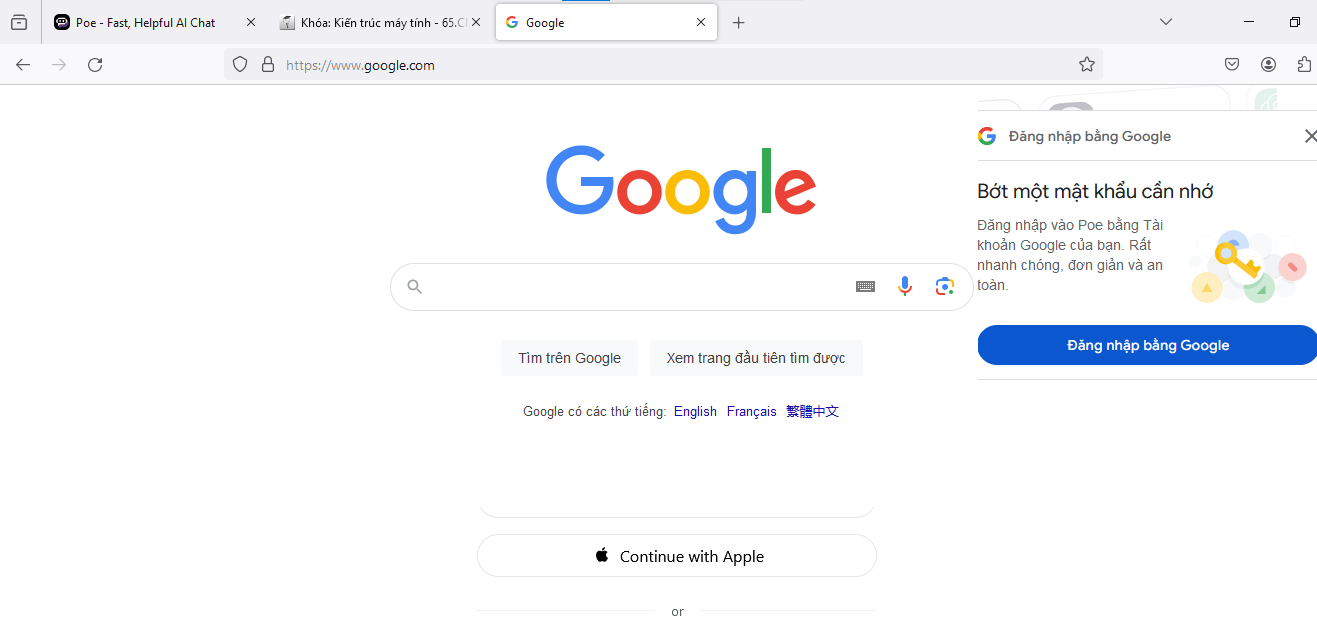 Poe - Fast, Helpful AI Chat
Khóa: Kiến trúc máy tính - 65.
Google
https://www.google.com
Google
Đăng nhập bằng Google
Bớt một mật khẩu cần nhớ
Đăng nhập vào Poe bằng Tài
khoản Google của bạn. Rất
nhanh chóng, đơn giản và an
toàn.
Đăng nhập bằng Google
Tìm trên Google
Xem trang đầu tiên tìm được
Google có các thứ tiếng: English Français 繁體中文
Continue with Apple
or